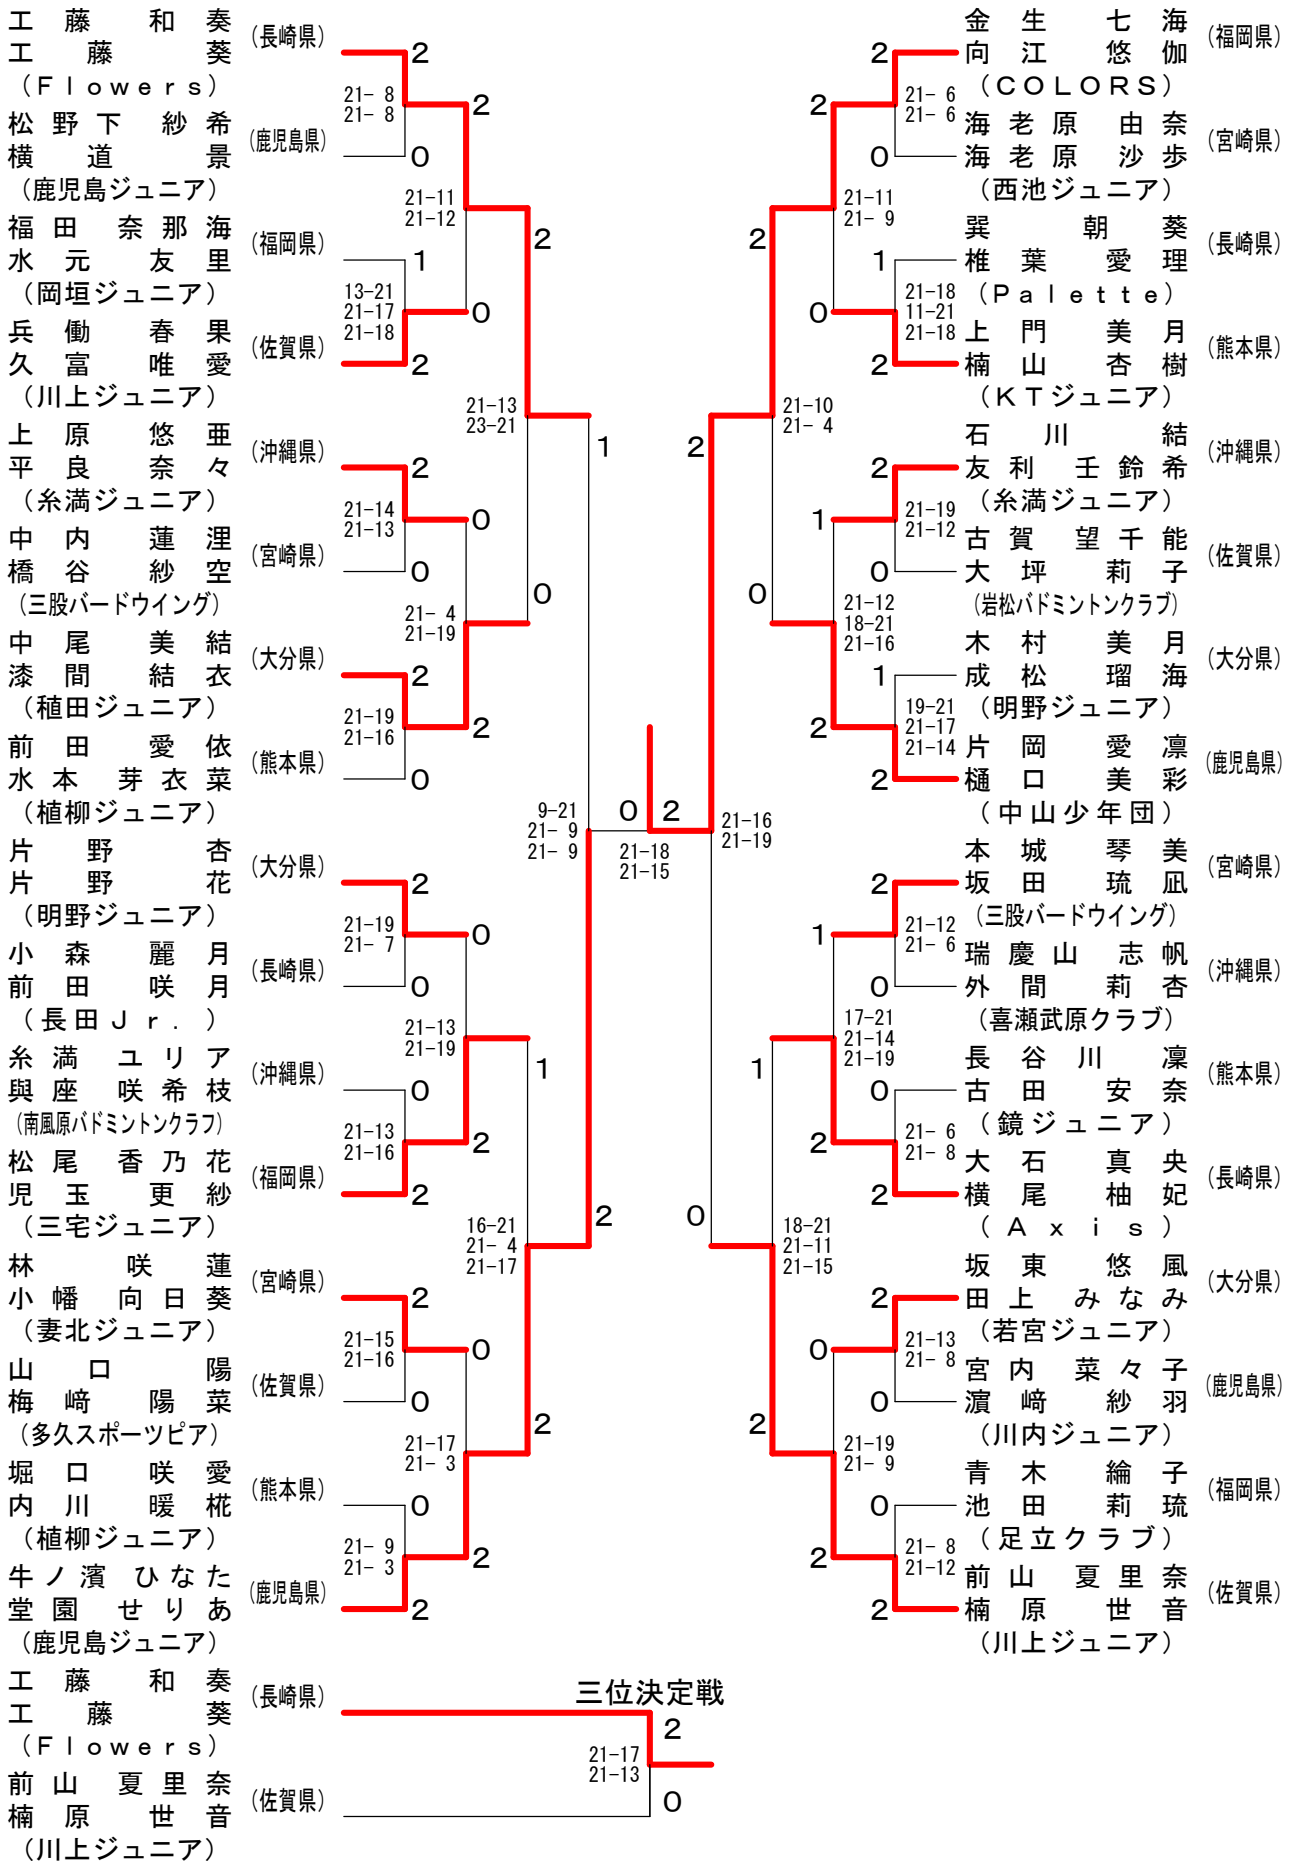 工藤 和奏
工藤 葵
(Flowers)
(長崎県)
2
21- 8
21- 8
松野下 紗希
横道 景
(鹿児島ジュニア)
(鹿児島県)
0
2
21-11
21-12
福田 奈那海
水元 友里
(岡垣ジュニア)
(福岡県)
1
13-21
21-17
21-18
0
兵働 春果
久富 唯愛
(川上ジュニア)
(佐賀県)
2
2
21-13
23-21
1
上原 悠亜
平良 奈々
(糸満ジュニア)
(沖縄県)
2
21-14
21-13
0
中内 蓮浬
橋谷 紗空
(三股バードウイング)
(宮崎県)
0
0
21- 4
21-19
中尾 美結
漆間 結衣
(稙田ジュニア)
(大分県)
2
21-19
21-16
2
前田 愛依
水本 芽衣菜
(植柳ジュニア)
(熊本県)
0
9-21
21- 9
21- 9
片野 杏
片野 花
(明野ジュニア)
(大分県)
2
21-19
21- 7
0
小森 麗月
前田 咲月
(長田Jr.)
(長崎県)
0
21-13
21-19
1
糸満 ユリア
與座 咲希枝
(南風原バドミントンクラブ)
(沖縄県)
0
21-13
21-16
2
松尾 香乃花
児玉 更紗
(三宅ジュニア)
(福岡県)
2
16-21
21- 4
21-17
2
林 咲蓮
小幡 向日葵
(妻北ジュニア)
(宮崎県)
2
21-15
21-16
0
山口 陽
梅﨑 陽菜
(多久スポーツピア)
(佐賀県)
0
21-17
21- 3
2
堀口 咲愛
内川 暖椛
(植柳ジュニア)
(熊本県)
0
21- 9
21- 3
2
牛ノ濱 ひなた
堂園 せりあ
(鹿児島ジュニア)
(鹿児島県)
2
0 2
21-18
21-15
金生 七海
向江 悠伽
(COLORS)
(福岡県)
2
21- 6
21- 6
2
海老原 由奈
海老原 沙歩
(西池ジュニア)
(宮崎県)
0
21-11
21- 9
2
巽 朝葵
椎葉 愛理
(Palette)
(長崎県)
1
21-18
11-21
21-18
0
上門 美月
楠山 杏樹
(KTジュニア)
(熊本県)
2
21-10
21- 4
2
石川 結
友利 壬鈴希
(糸満ジュニア)
(沖縄県)
2
21-19
21-12
1
古賀 望千能
大坪 莉子
(岩松バドミントンクラブ)
(佐賀県)
0
21-12
18-21
21-16
0
木村 美月
成松 瑠海
(明野ジュニア)
(大分県)
1
19-21
21-17
21-14
2
片岡 愛凛
樋口 美彩
(中山少年団)
(鹿児島県)
2
21-16
21-19
本城 琴美
坂田 琉凪
(三股バードウイング)
(宮崎県)
2
21-12
21- 6
1
瑞慶山 志帆
外間 莉杏
(喜瀬武原クラブ)
(沖縄県)
0
17-21
21-14
21-19
1
長谷川 凜
古田 安奈
(鏡ジュニア)
(熊本県)
0
21- 6
21- 8
2
大石 真央
横尾 柚妃
(Axis)
(長崎県)
2
18-21
21-11
21-15
0
坂東 悠風
田上 みなみ
(若宮ジュニア)
(大分県)
2
21-13
21- 8
0
宮内 菜々子
濵﨑 紗羽
(川内ジュニア)
(鹿児島県)
0
21-19
21- 9
2
青木 綸子
池田 莉琉
(足立クラブ)
(福岡県)
0
21- 8
21-12
2
前山 夏里奈
楠原 世音
(川上ジュニア)
(佐賀県)
2
三位決定戦
工藤 和奏
工藤 葵
(Flowers)
(長崎県)
2
21-17
21-13
前山 夏里奈
楠原 世音
(川上ジュニア)
(佐賀県)
0